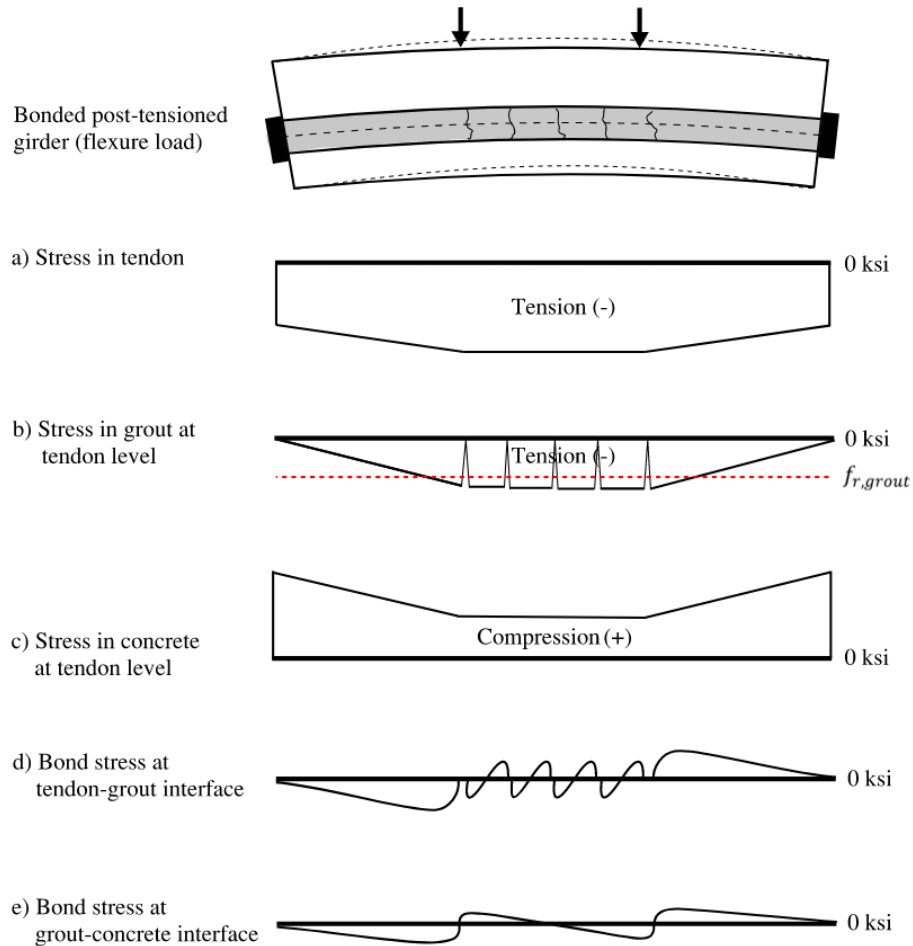 Bonded post-tensioned
girder (flexure load)
a) Stress in tendon
0 ksi
Tension (-)
b) Stress in grout at
tendon level
0 ksi
Tension (-)
f_{r,grout}
c) Stress in concrete
at tendon level
Compression (+)
0 ksi
d) Bond stress at
tendon-grout interface
0 ksi
e) Bond stress at
grout-concrete interface
0 ksi